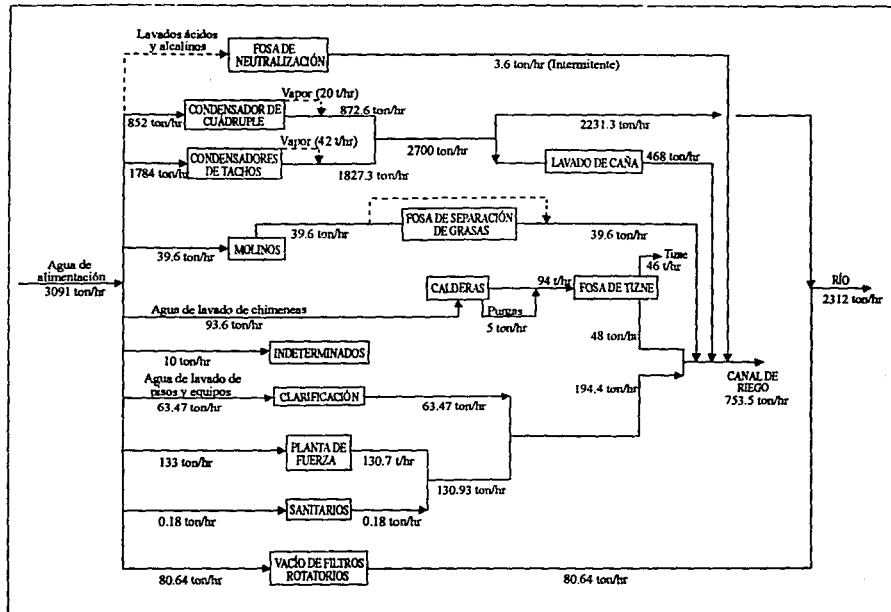 Lavados ácidos
y alcalinos
FOSA DE
NEUTRALIZACIÓN
3.6 ton/hr (Intermitente)
852 ton/hr
CONDENSADOR DE
CUÁDRUPLE
Vapor (20 t/hr)
872.6 ton/hr
2231.3 ton/hr
2700 ton/hr
1784 ton/hr
CONDENSADORES
DE TACHOS
Vapor (42 t/hr)
1827.3 ton/hr
LAVADO DE CAÑA
468 ton/hr
39.6 ton/hr
MOLINOS
39.6 ton/hr
FOSA DE SEPARACIÓN
DE GRASAS
39.6 ton/hr
Agua de
alimentación
3091 ton/hr
Agua de lavado de chimeneas
93.6 ton/hr
CALDERAS
Purgas
5 ton/hr
94 t/hr
FOSA DE TIZNE
Tizne
46 t/hr
48 ton/hr
RÍO
2312 ton/hr
10 ton/hr
INDETERMINADOS
CANAL DE
RIEGO
753.5 ton/hr
Agua de lavado de
pisos y equipos
63.47 ton/hr
CLARIFICACIÓN
63.47 ton/hr
194.4 ton/hr
133 ton/hr
PLANTA DE
FUERZA
130.7 t/hr
130.93 ton/hr
0.18 ton/hr
SANITARIOS
0.18 ton/hr
80.64 ton/hr
VACÍO DE FILTROS
ROTATORIOS
80.64 ton/hr